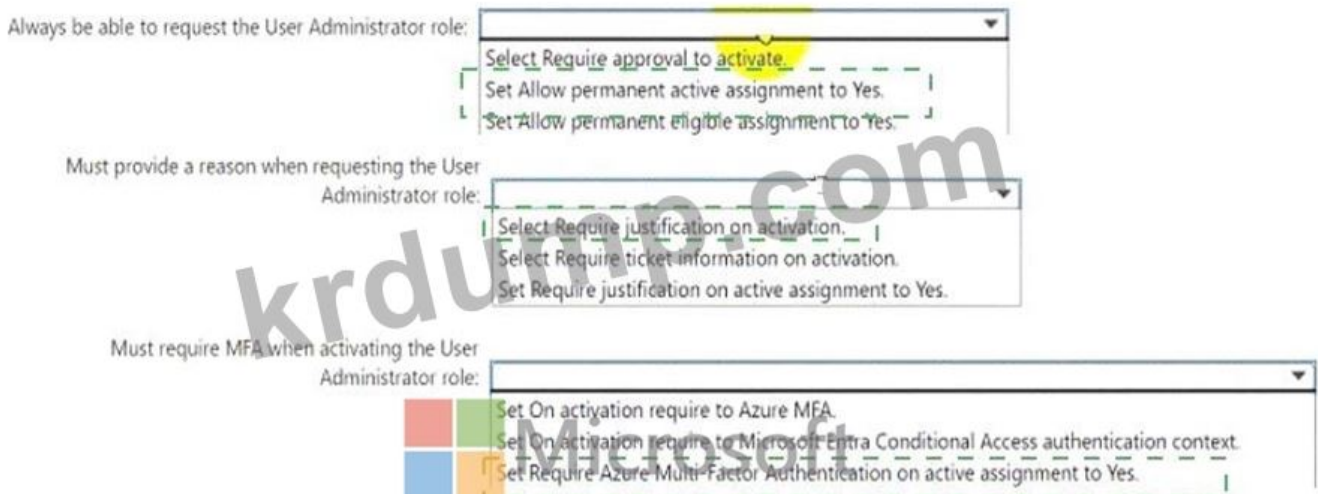 Always be able to request the User Administrator role:
Select Require approval to activate.
Set Allow permanent active assignment to Yes.
Set Allow permanent eligible assignment to Yes.
Must provide a reason when requesting the User
Administrator role:
Select Require justification on activation.
Select Require ticket information on activation.
Set Require justification on active assignment to Yes.
krdump.com
Must require MFA when activating the User
Administrator role:
Set On activation require to Azure MFA.
Set On activation require to Microsoft Entra Conditional Access authentication context.
Set Require Azure Multi-Factor Authentication on active assignment to Yes.
Microsoft